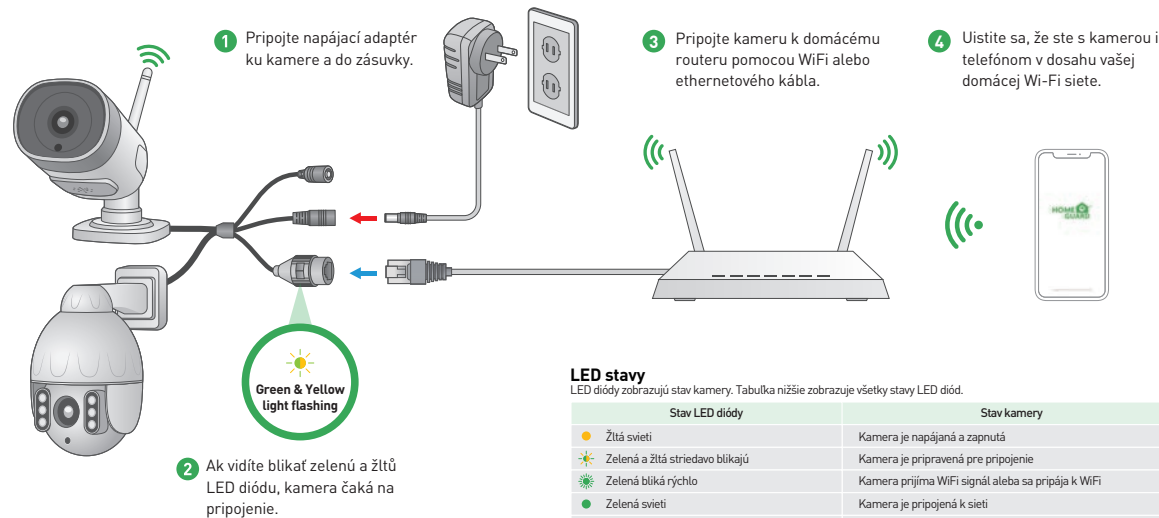 1 Pripojte napájací adaptér
ku kamere a do zásuvky.
3 Pripojte kameru k domácému
routeru pomocou WiFi alebo
ethernetového kábla.
4 Uistite sa, že ste s kamerou i
telefónom v dosahu vašej
domácej Wi-Fi siete.
HOME
GUARD
Green & Yellow
light flashing
2 Ak vidíte blikať zelenú a žltů
LED diódu, kamera čaká na
pripojenie.
LED stavy
LED diódy zobrazujú stav kamery. Tabuľka nižšie zobrazuje všetky stavy LED diód.
Stav LED diódy Stav kamery
Žltá svieti Kamera je napájaná a zapnutá
Zelená a žltá striedavo blikajú Kamera je pripravená pre pripojenie
Zelená bliká rýchlo Kamera prijíma WiFi signál aleba sa pripája k WiFi
Zelená svieti Kamera je pripojená k sieti